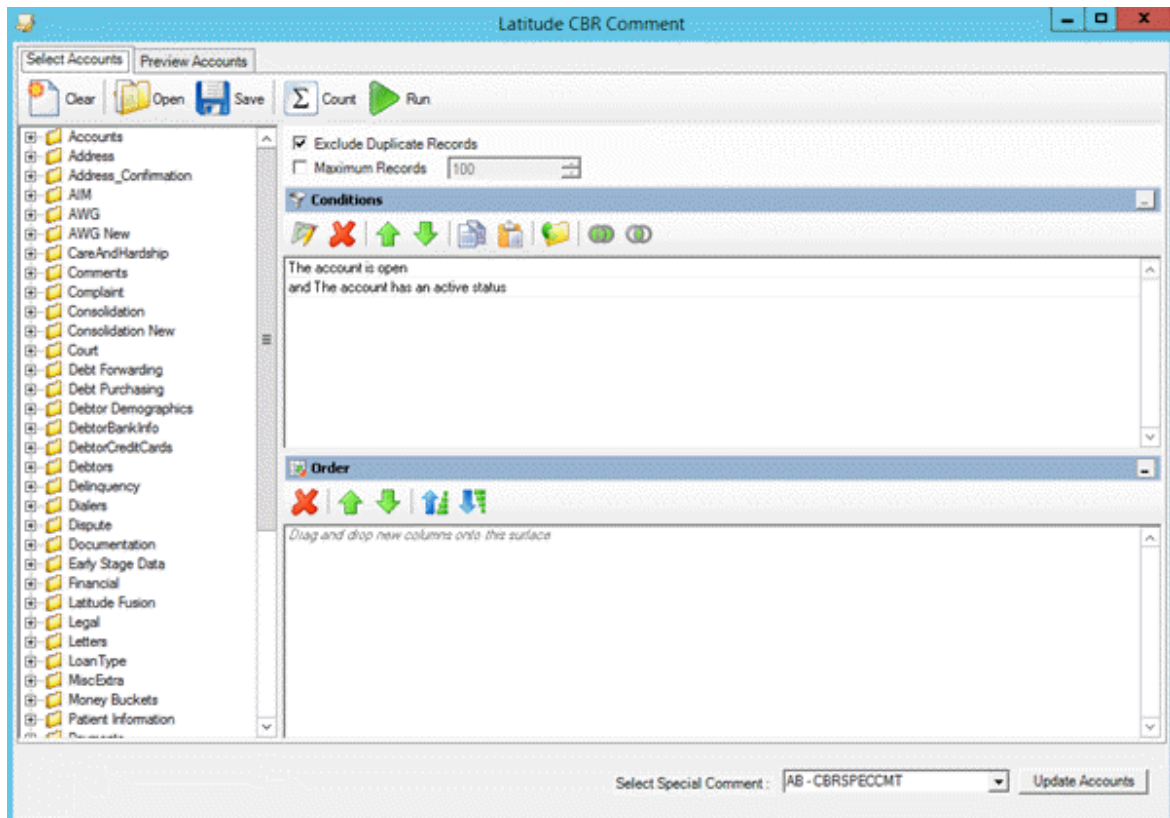 Latitude CBR Comment
Select Accounts Preview Accounts
Clear Open Save Count Run
Accounts
Address
Address_Confirmation
AIM
AWG
AWG New
CareAndHardship
Comments
Complaint
Consolidation
Consolidation New
Court
Debt Forwarding
Debt Purchasing
Debtor Demographics
DebtorBankInfo
DebtorCreditCards
Debtors
Delinquency
Dialers
Dispute
Documentation
Early Stage Data
Financial
Latitude Fusion
Legal
Letters
LoanType
MiscExtra
Money Buckets
Patient Information
Exclude Duplicate Records
Maximum Records 100
Conditions
The account is open
and The account has an active status
Order
Drag and drop new columns onto this surface
Select Special Comment : AB - CBRSPECCMT Update Accounts